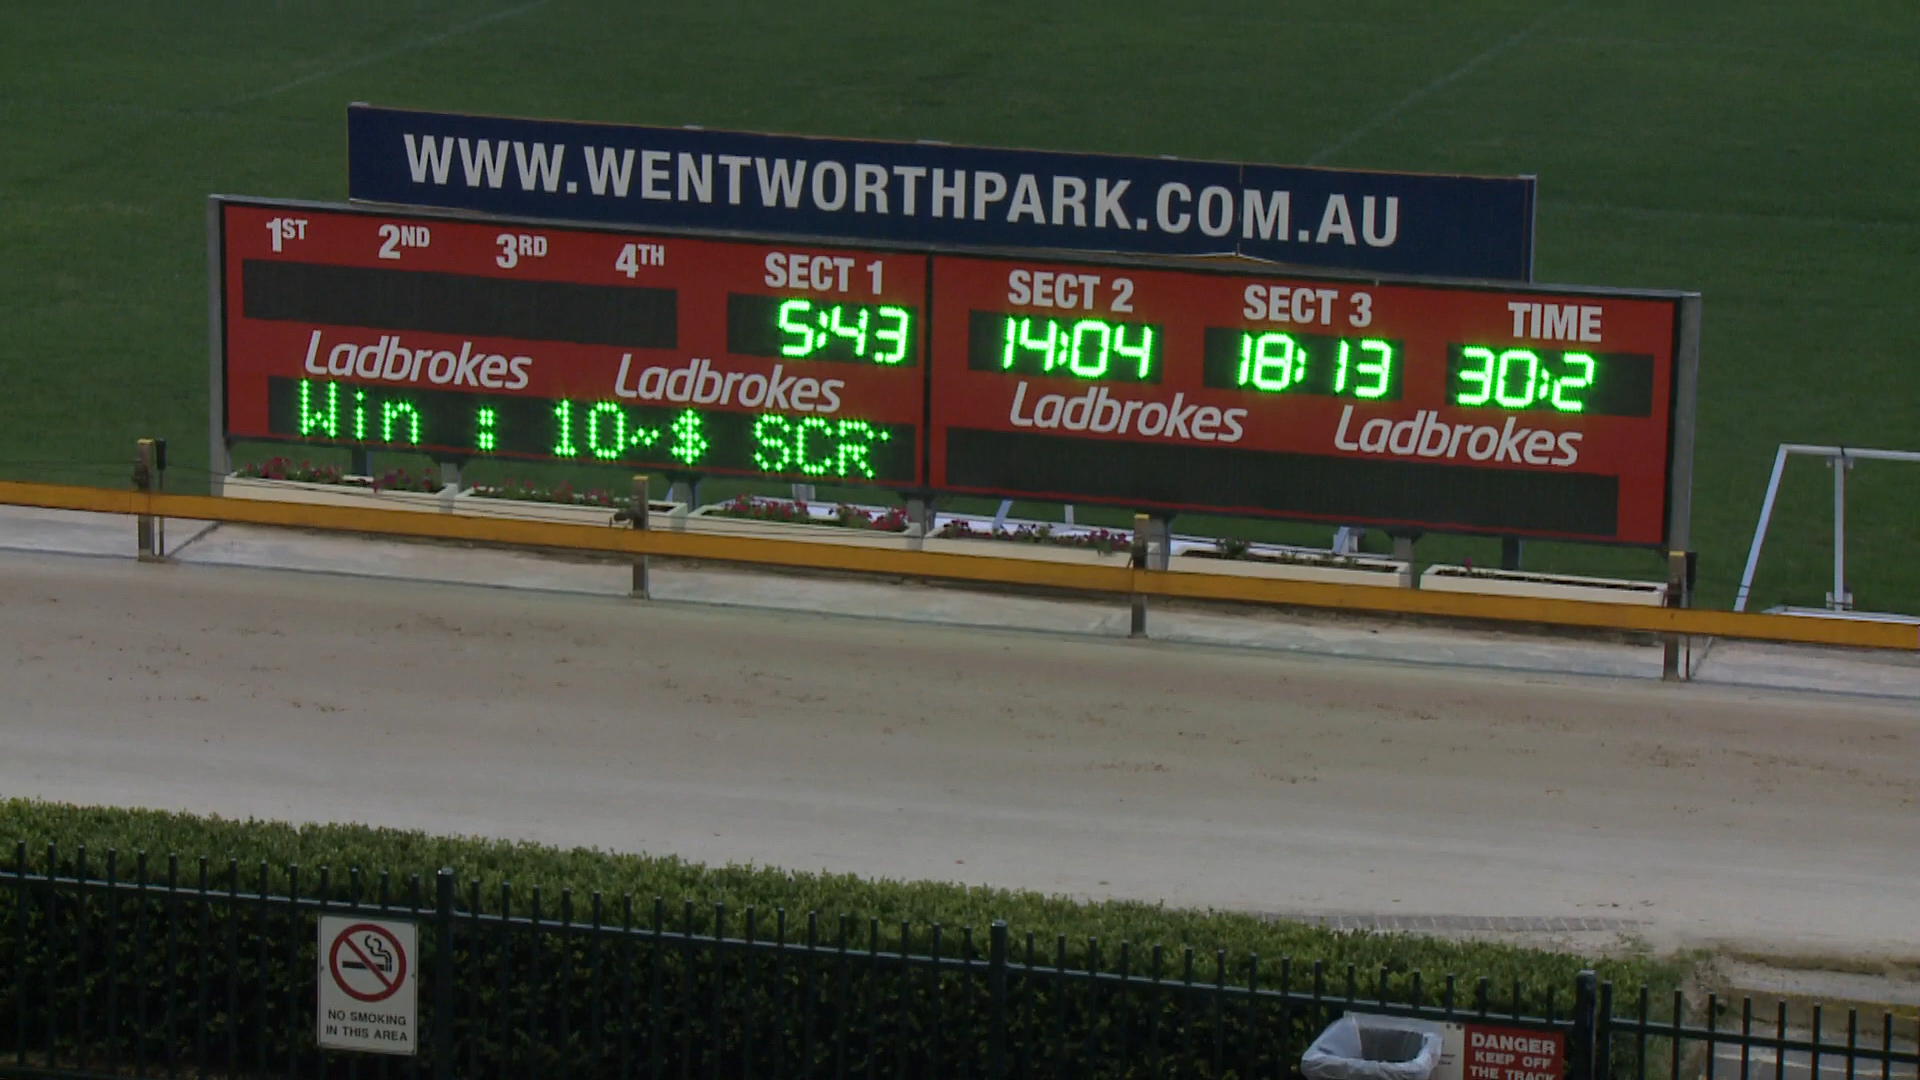 WWW.WENTWORTHPARK.COM.AU
1ST 2ND 3RD 4TH SECT 1 SECT 2 SECT 3 TIME
5:43 14:04 18:13 30:2
Ladbrokes Ladbrokes Ladbrokes Ladbrokes
Win : 10~$ SCR
NO SMOKING
IN THIS AREA
DANGER
KEEP OFF
THE TRACK